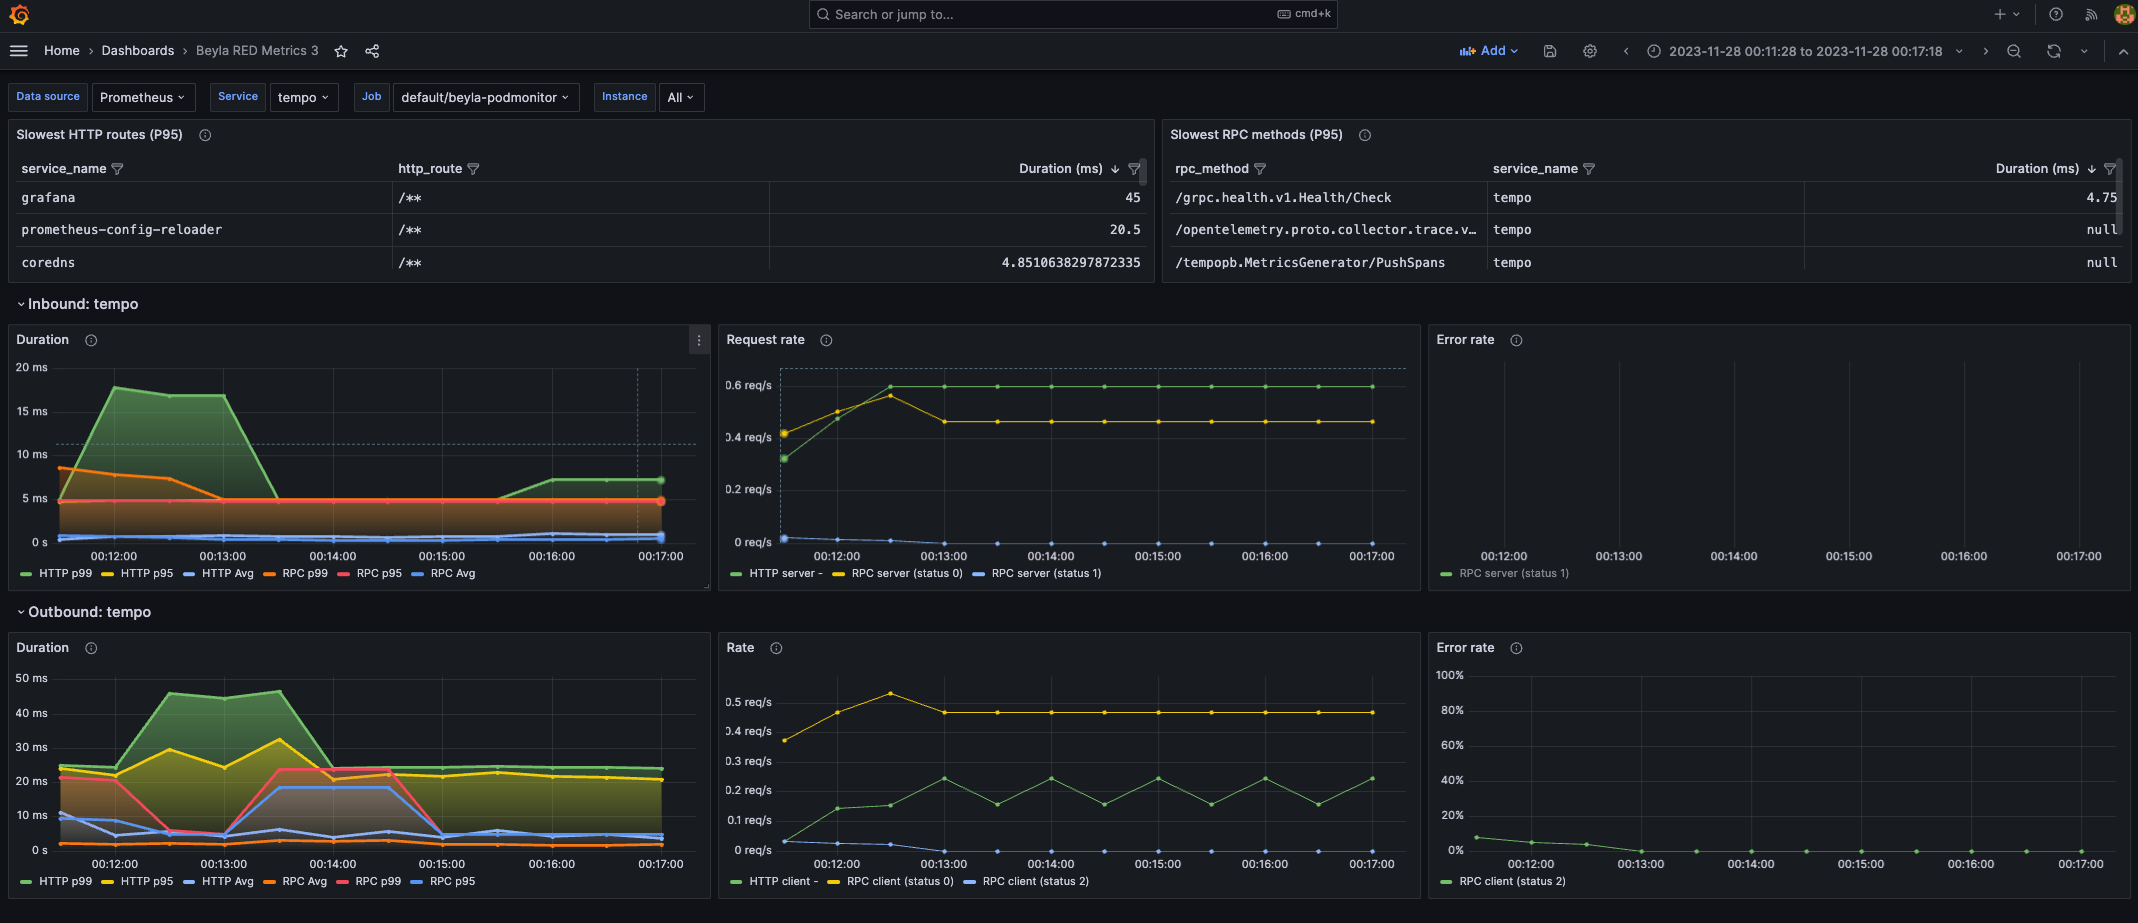 Search or jump to... cmd+k
Home › Dashboards › Beyla RED Metrics 3
Add
2023-11-28 00:11:28 to 2023-11-28 00:17:18
Data source Prometheus Service tempo Job default/beyla-podmonitor Instance All
Slowest HTTP routes (P95)
service_name http_route Duration (ms)
grafana /** 45
prometheus-config-reloader /** 20.5
coredns /** 4.8510638297872335
Slowest RPC methods (P95)
rpc_method service_name Duration (ms)
/grpc.health.v1.Health/Check tempo 4.75
/opentelemetry.proto.collector.trace.v... tempo null
/tempopb.MetricsGenerator/PushSpans tempo null
Inbound: tempo
Duration
20 ms
15 ms
10 ms
5 ms
0 s
00:12:00 00:13:00 00:14:00 00:15:00 00:16:00 00:17:00
HTTP p99 HTTP p95 HTTP Avg RPC p99 RPC p95 RPC Avg
Request rate
0.6 req/s
0.4 req/s
0.2 req/s
0 req/s
00:12:00 00:13:00 00:14:00 00:15:00 00:16:00 00:17:00
HTTP server - RPC server (status 0) RPC server (status 1)
Error rate
00:12:00 00:13:00 00:14:00 00:15:00 00:16:00 00:17:00
RPC server (status 1)
Outbound: tempo
Duration
50 ms
40 ms
30 ms
20 ms
10 ms
0 s
00:12:00 00:13:00 00:14:00 00:15:00 00:16:00 00:17:00
HTTP p99 HTTP p95 HTTP Avg RPC Avg RPC p99 RPC p95
Rate
0.5 req/s
0.4 req/s
0.3 req/s
0.2 req/s
0.1 req/s
0 req/s
00:12:00 00:13:00 00:14:00 00:15:00 00:16:00 00:17:00
HTTP client - RPC client (status 0) RPC client (status 2)
Error rate
100%
80%
60%
40%
20%
0%
00:12:00 00:13:00 00:14:00 00:15:00 00:16:00 00:17:00
RPC client (status 2)